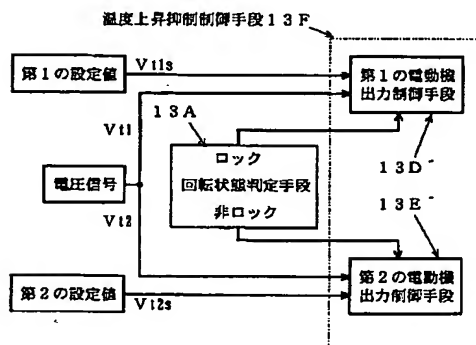 温度上昇抑制制御手段13F
第1の設定値
Vt1s
第1の電動機
出力制御手段
Vt1
13A
ロック
回転状態判定手段
非ロック
13D
電圧信号
13E
Vt2
第2の電動機
出力制御手段
第2の設定値
Vt2s